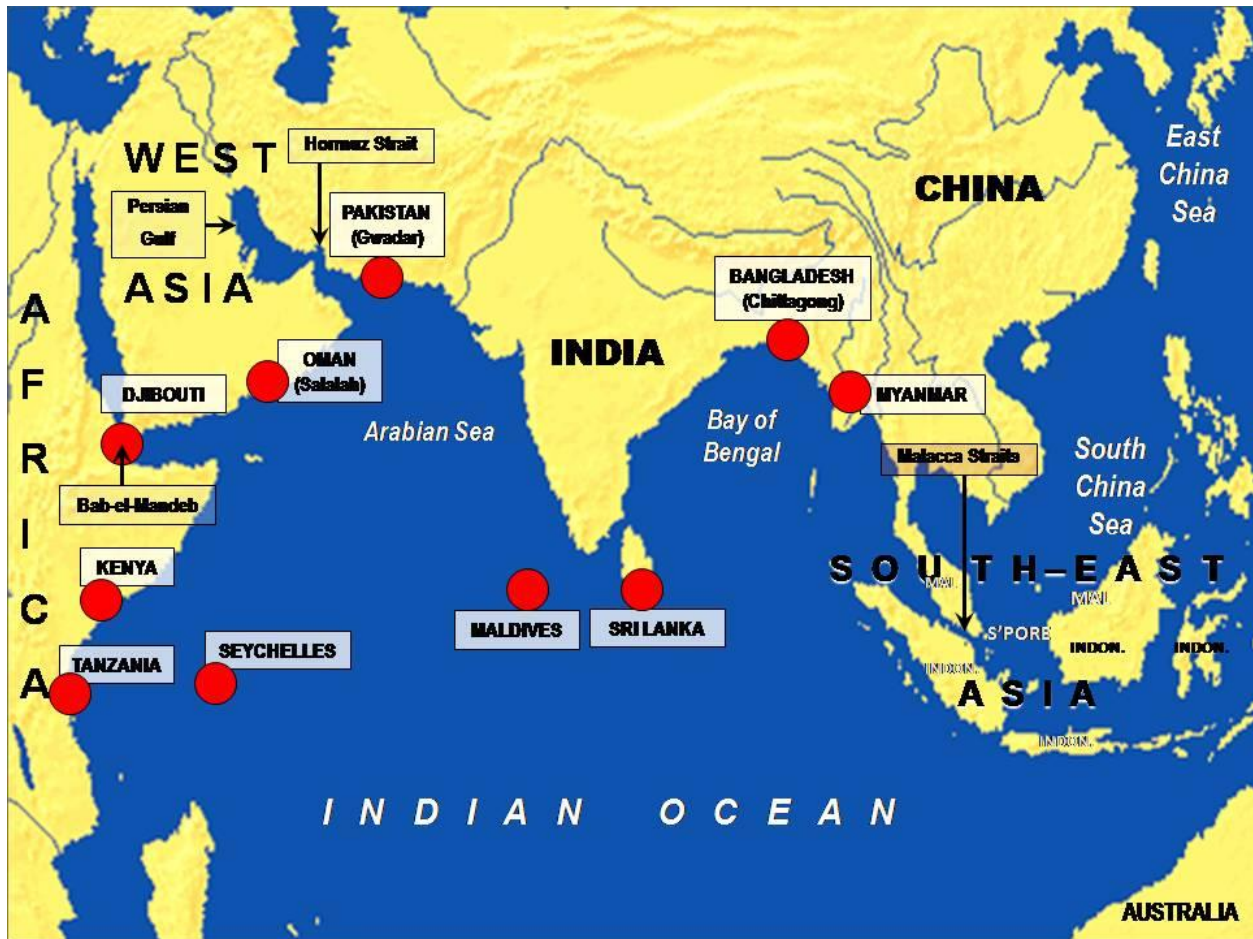 WEST
Hormuz Strait
East
China
Sea
CHINA
Persian
Gulf
PAKISTAN
(Gwadar)
ASIA
BANGLADESH
(Chittagong)
AFRICA
INDIA
OMAN
(Salalah)
DJIBOUTI
MYANMAR
Arabian Sea
Bay of
Bengal
Malacca Straits
South
China
Sea
Bab-el-Mandeb
KENYA
SOUTH–EAST
MAL.
MAL.
MALDIVES
SRI LANKA
S'PORE
SEYCHELLES
TANZANIA
INDON.
INDON.
INDON.
ASIA
INDON.
INDIAN OCEAN
AUSTRALIA